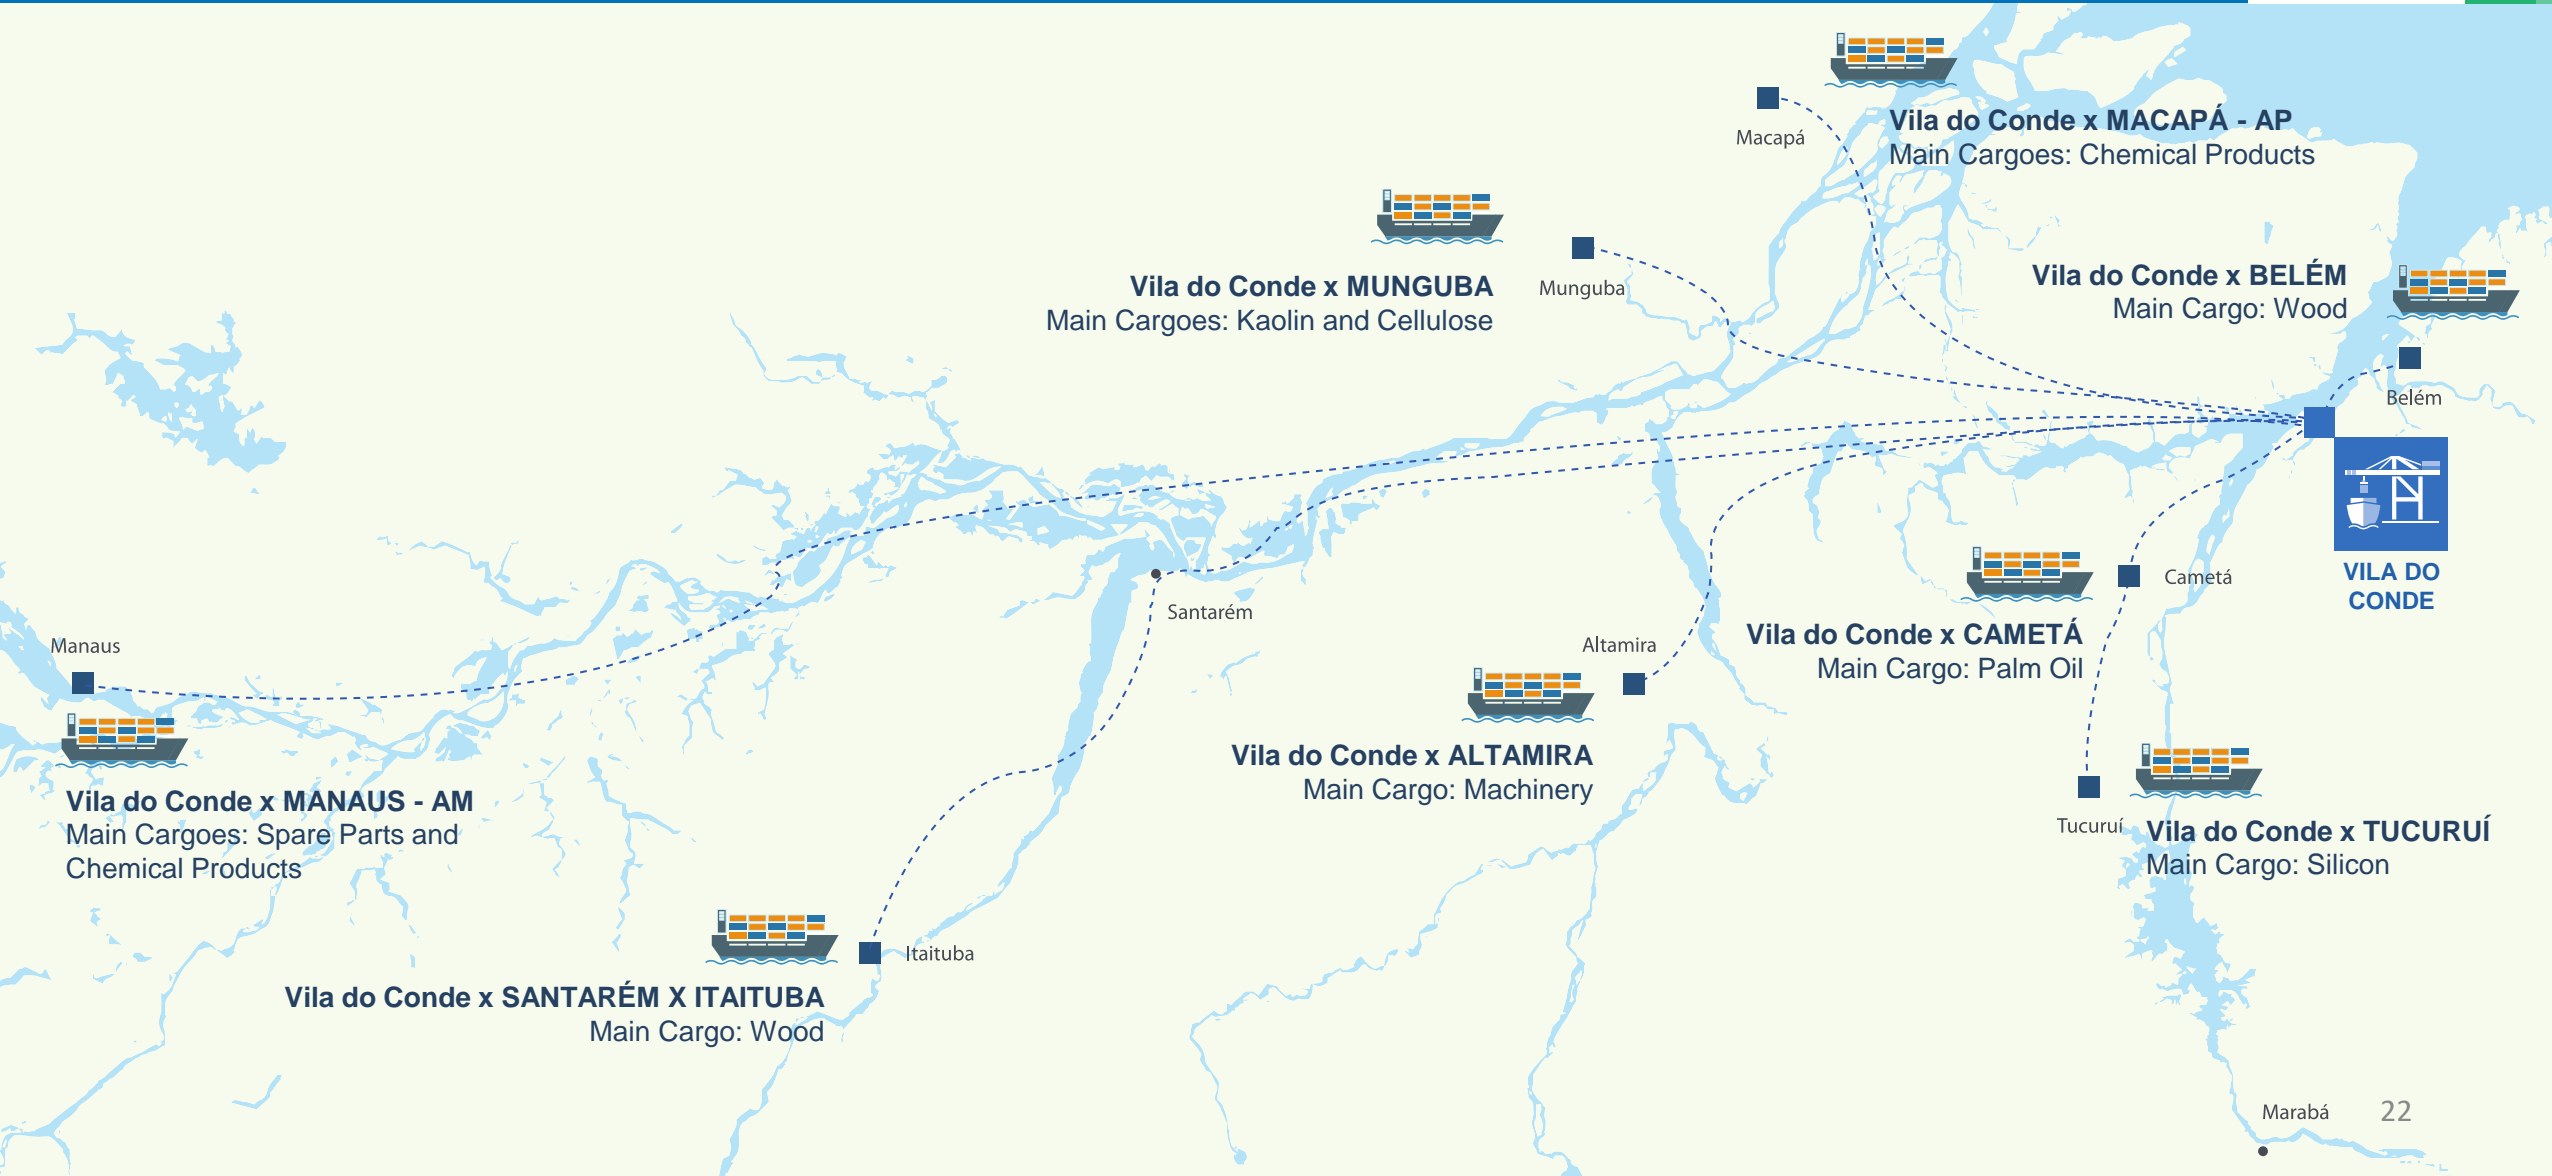 Macapá
Vila do Conde x MACAPÁ - AP
Main Cargoes: Chemical Products
Vila do Conde x MUNGUBA
Main Cargoes: Kaolin and Cellulose
Munguba
Vila do Conde x BELÉM
Main Cargo: Wood
Belém
VILA DO
CONDE
Cametá
Vila do Conde x CAMETÁ
Main Cargo: Palm Oil
Santarém
Altamira
Vila do Conde x ALTAMIRA
Main Cargo: Machinery
Manaus
Vila do Conde x MANAUS - AM
Main Cargoes: Spare Parts and
Chemical Products
Tucuruí
Vila do Conde x TUCURUÍ
Main Cargo: Silicon
Itaituba
Vila do Conde x SANTARÉM X ITAITUBA
Main Cargo: Wood
Marabá
22